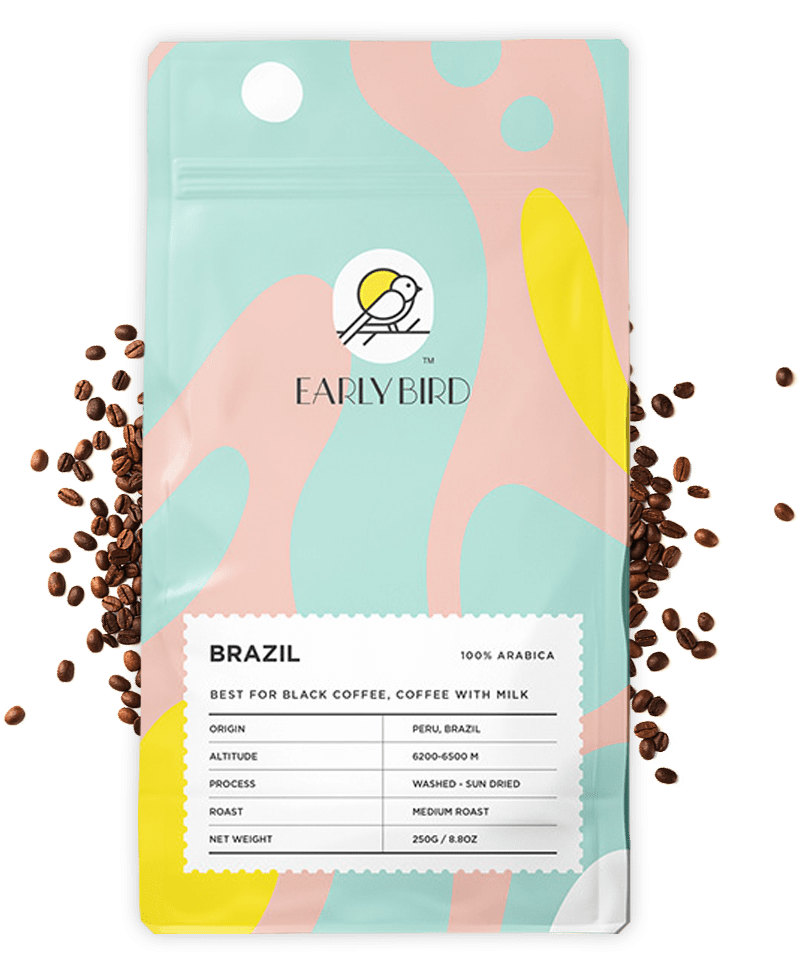 ™
EARLY BIRD
BRAZIL
100% ARABICA
BEST FOR BLACK COFFEE, COFFEE WITH MILK
ORIGIN PERU, BRAZIL
ALTITUDE 6200-6500 M
PROCESS WASHED - SUN DRIED
ROAST MEDIUM ROAST
NET WEIGHT 250G / 8.8OZ